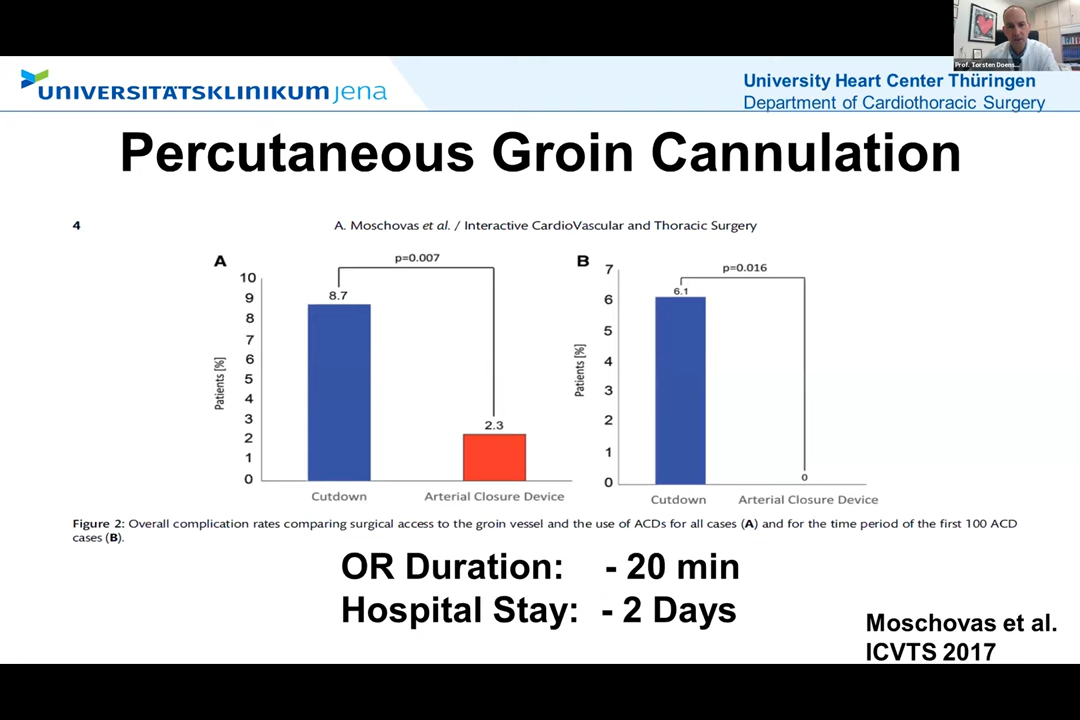 Prof. Torsten Doens...
UNIVERSITÄTSKLINIKUM jena
University Heart Center Thüringen
Department of Cardiothoracic Surgery
Percutaneous Groin Cannulation
4
A. Moschovas et al. / Interactive CardioVascular and Thoracic Surgery
A
p=0.007
10
9
8
7
6
5
4
3
2
1
0
Patients [%]
8.7
2.3
Cutdown
Arterial Closure Device
B
p=0.016
7
6
5
4
3
2
1
0
Patients [%]
6.1
0
Cutdown
Arterial Closure Device
Figure 2: Overall complication rates comparing surgical access to the groin vessel and the use of ACDs for all cases (A) and for the time period of the first 100 ACD
cases (B).
OR Duration: - 20 min
Hospital Stay: - 2 Days
Moschovas et al.
ICVTS 2017